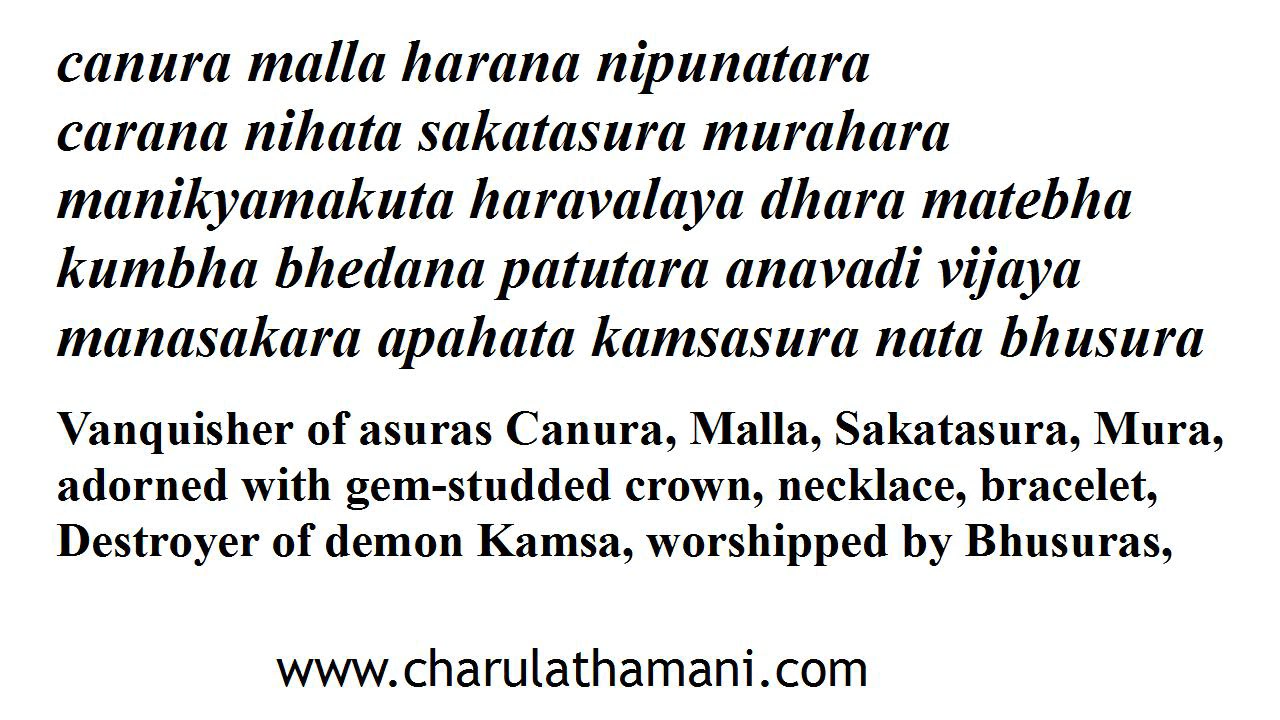 canura malla harana nipunatara
carana nihata sakatasura murahara
manikyamakuta haravalaya dhara matebha
kumbha bhedana patutara anavadi vijaya
manasakara apahata kamsasura nata bhusura
Vanquisher of asuras Canura, Malla, Sakatasura, Mura,
adorned with gem-studded crown, necklace, bracelet,
Destroyer of demon Kamsa, worshipped by Bhusuras,
www.charulathamani.com